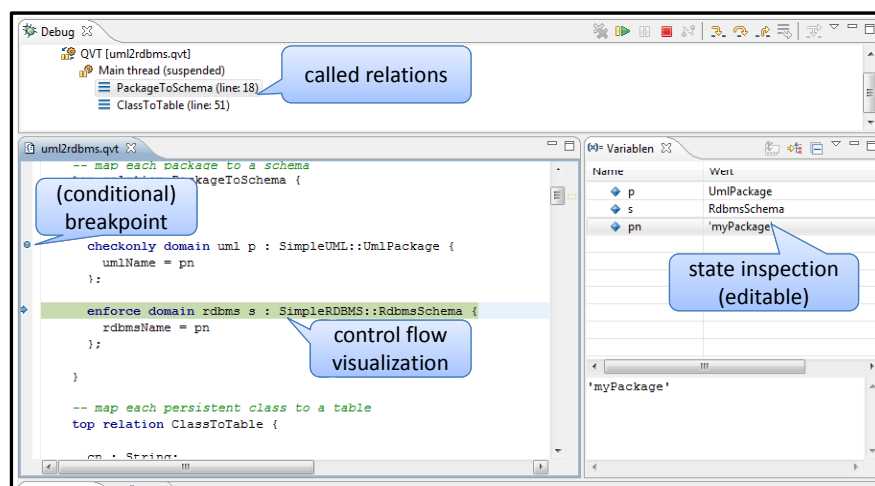 Debug
QVT [uml2rdbms.qvt]
Main thread (suspended)
PackageToSchema (line: 18)
ClassToTable (line: 51)
called relations
uml2rdbms.qvt
-- map each package to a schema
PackageToSchema {
(conditional)
breakpoint
checkonly domain uml p : SimpleUML::UmlPackage {
umlName = pn
};
enforce domain rdbms s : SimpleRDBMS::RdbmsSchema {
rdbmsName = pn
};
control flow
visualization
}
-- map each persistent class to a table
top relation ClassToTable {
cn : String;
(x)= Variablen
Name Wert
p UmlPackage
s RdbmsSchema
pn 'myPackage'
state inspection
(editable)
'myPackage'